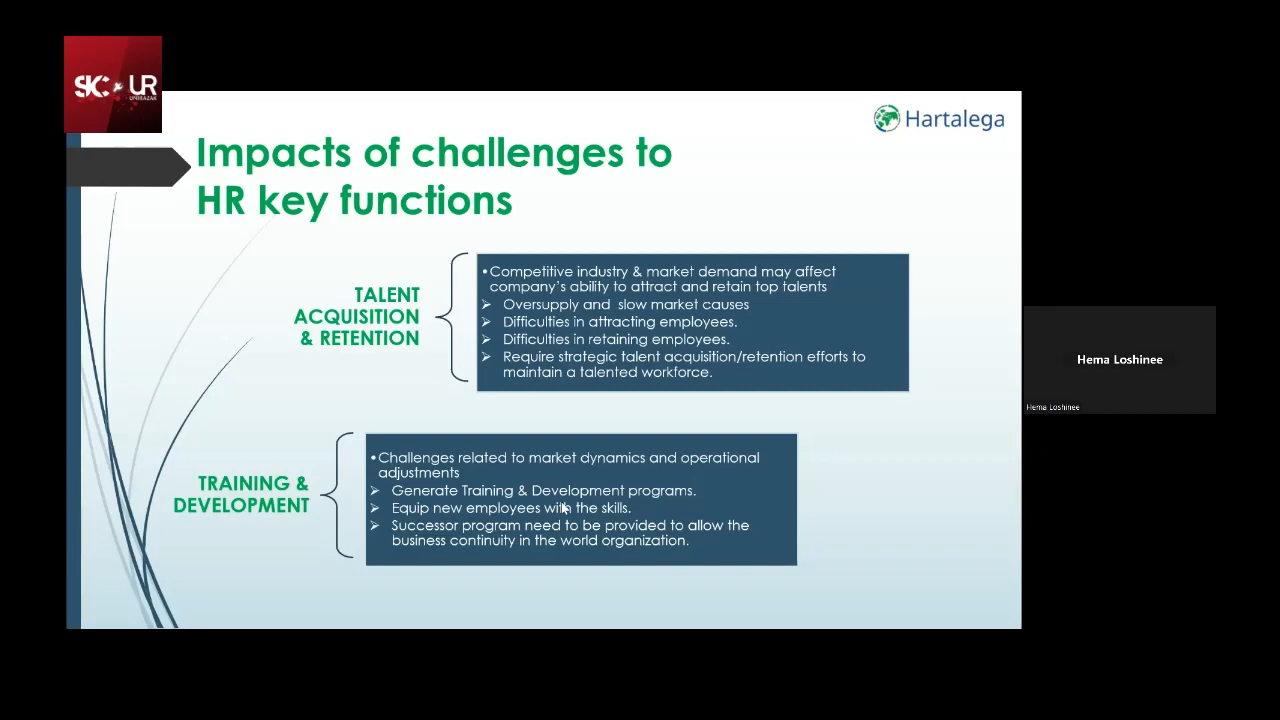 SKC UR
UNIRAZAK
Hartalega
Impacts of challenges to
HR key functions
TALENT
ACQUISITION
& RETENTION
•Competitive industry & market demand may affect
company's ability to attract and retain top talents
➢ Oversupply and slow market causes
➢ Difficulties in attracting employees.
➢ Difficulties in retaining employees.
➢ Require strategic talent acquisition/retention efforts to
maintain a talented workforce.
TRAINING &
DEVELOPMENT
•Challenges related to market dynamics and operational
adjustments
➢ Generate Training & Development programs.
➢ Equip new employees with the skills.
➢ Successor program need to be provided to allow the
business continuity in the world organization.
Hema Loshinee
Hema Loshinee